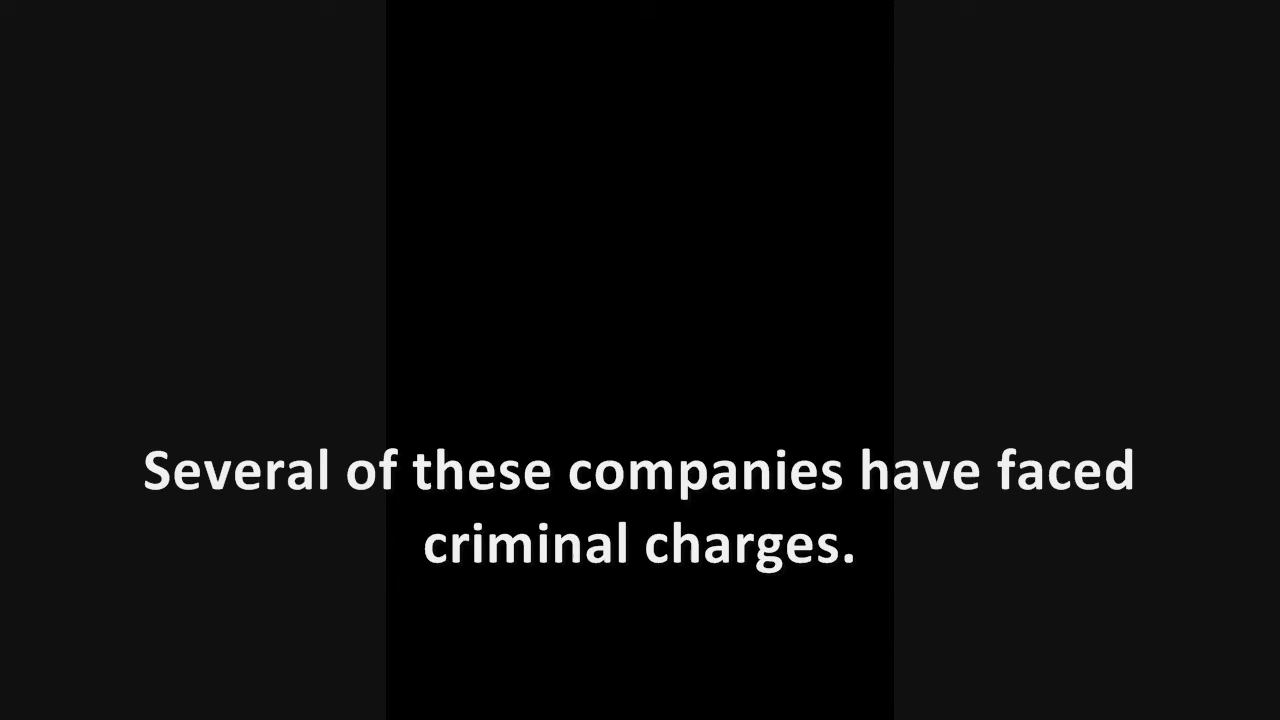 Several of these companies have faced
criminal charges.